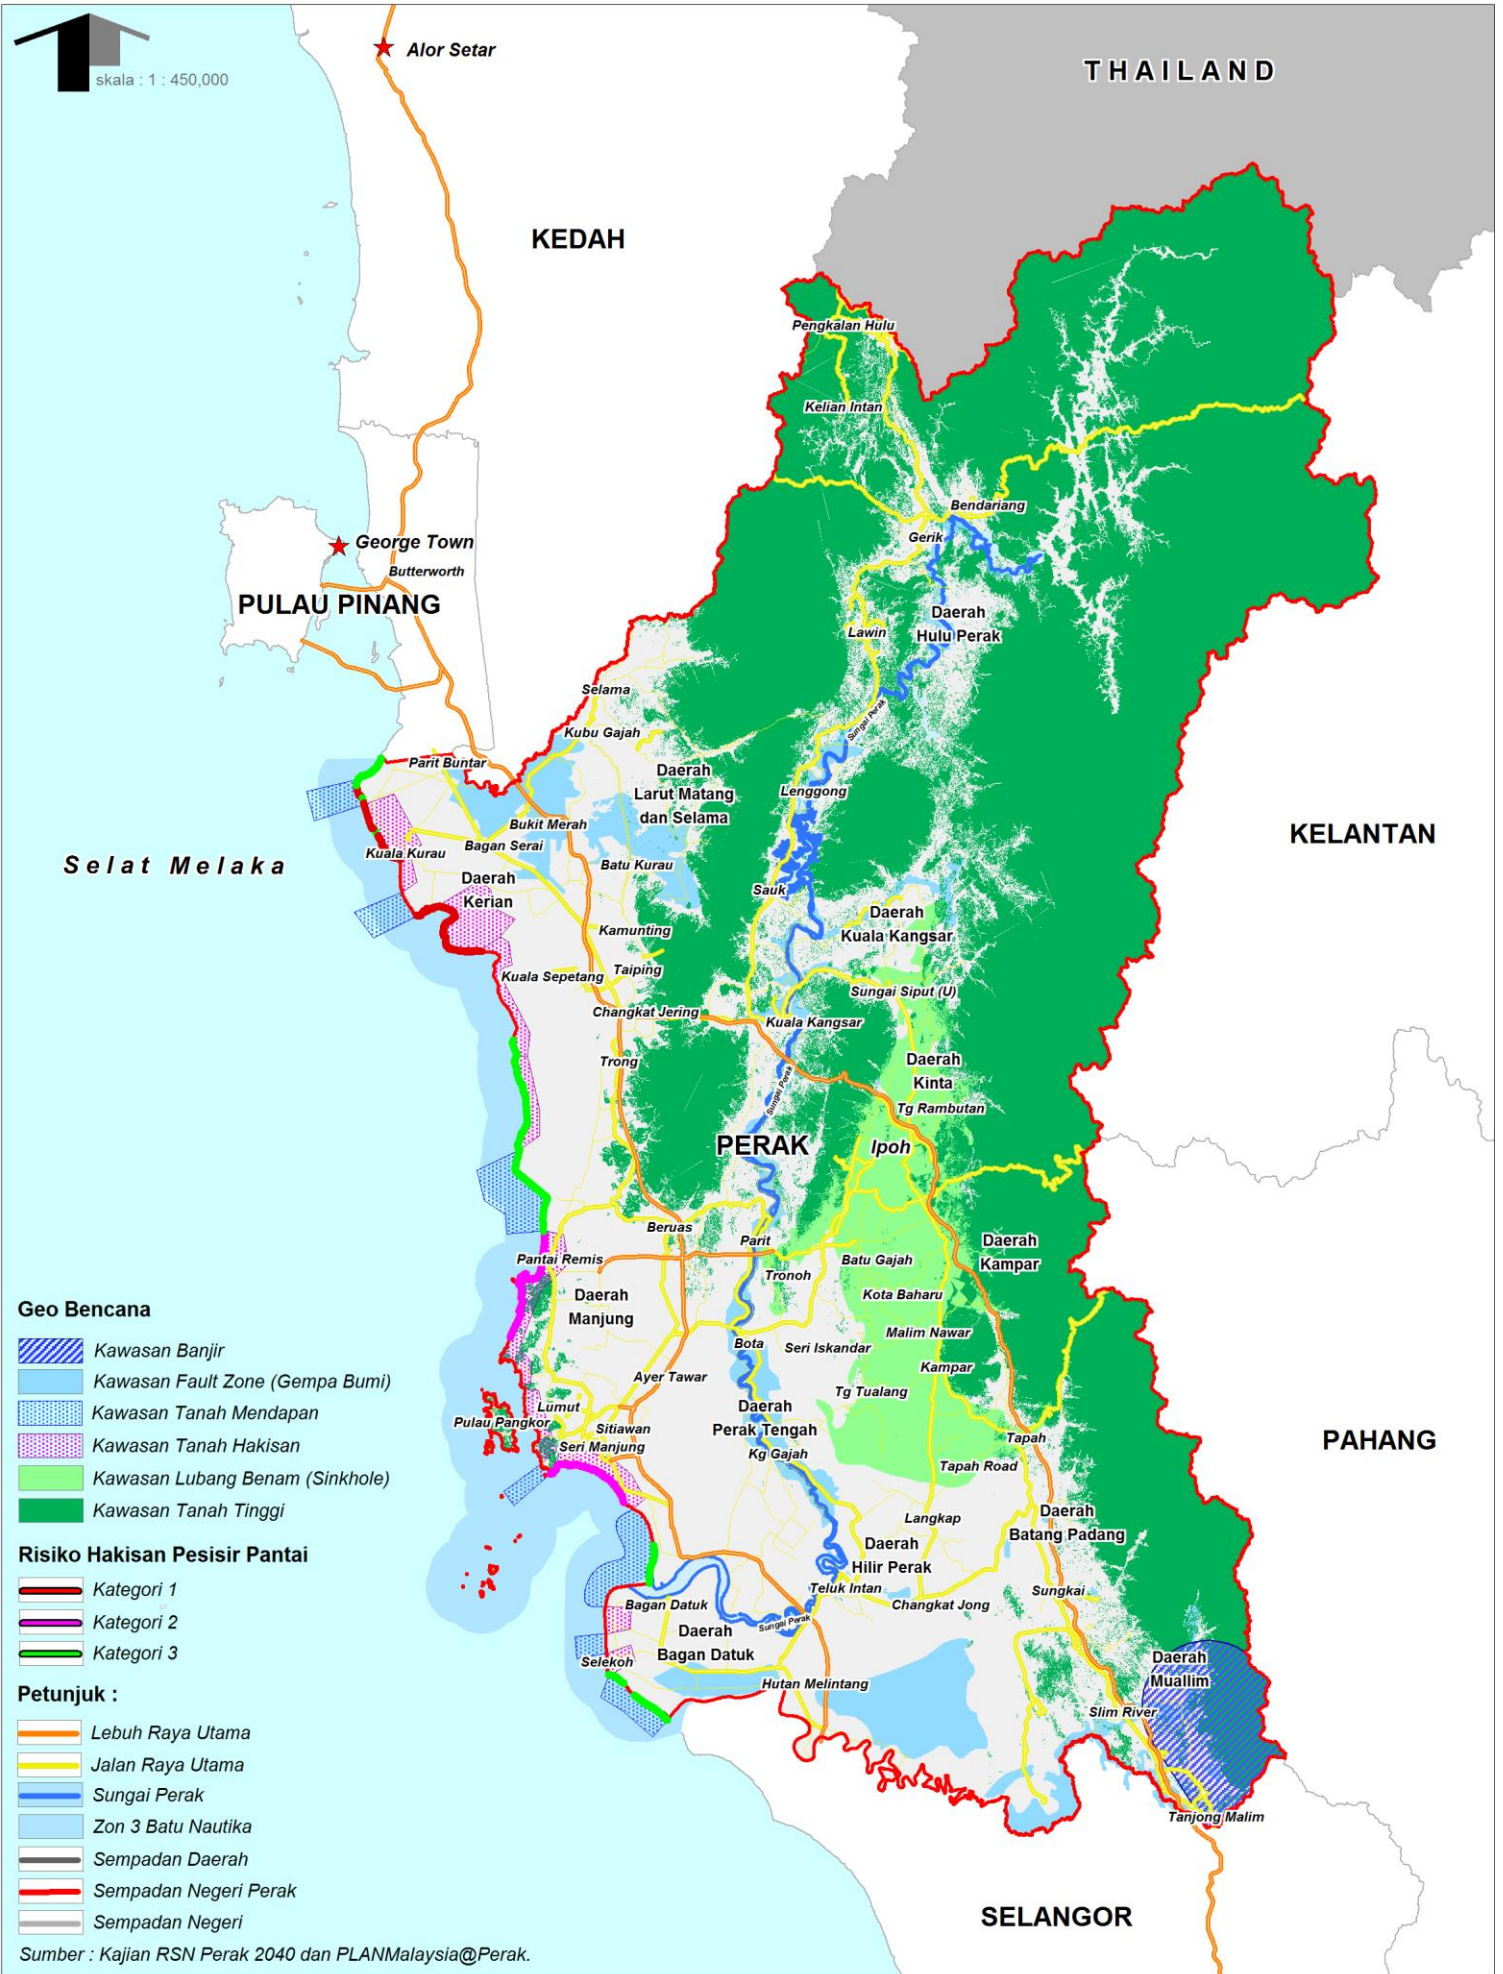 skala : 1 : 450,000
Alor Setar
THAILAND
KEDAH
Pengkalan Hulu
Kelian Intan
Bendariang
Gerik
George Town
Butterworth
PULAU PINANG
Daerah
Hulu Perak
Lawin
Selama
Sungai Perak
Kubu Gajah
Parit Buntar
Daerah
Larut Matang
dan Selama
Lenggong
Bukit Merah
Bagan Serai
KELANTAN
Selat Melaka
Kuala Kurau
Batu Kurau
Daerah
Kerian
Sauk
Daerah
Kuala Kangsar
Kamunting
Kuala Sepetang
Taiping
Sungai Siput (U)
Changkat Jering
Kuala Kangsar
Trong
Daerah
Kinta
Sungai Perak
Tg Rambutan
PERAK
Ipoh
Beruas
Parit
Daerah
Kampar
Pantai Remis
Batu Gajah
Tronoh
Daerah
Manjung
Kota Baharu
Malim Nawar
Bota
Seri Iskandar
Kampar
Ayer Tawar
Tg Tualang
Lumut
Daerah
Perak Tengah
Pulau Pangkor
Sitiawan
Seri Manjung
Kg Gajah
Tapah
PAHANG
Tapah Road
Langkap
Daerah
Batang Padang
Daerah
Hilir Perak
Teluk Intan
Sungkai
Bagan Datuk
Changkat Jong
Sungai Perak
Daerah
Bagan Datuk
Selekoh
Daerah
Muallim
Hutan Melintang
Slim River
Tanjong Malim
SELANGOR
Geo Bencana
Kawasan Banjir
Kawasan Fault Zone (Gempa Bumi)
Kawasan Tanah Mendapan
Kawasan Tanah Hakisan
Kawasan Lubang Benam (Sinkhole)
Kawasan Tanah Tinggi
Risiko Hakisan Pesisir Pantai
Kategori 1
Kategori 2
Kategori 3
Petunjuk :
Lebuh Raya Utama
Jalan Raya Utama
Sungai Perak
Zon 3 Batu Nautika
Sempadan Daerah
Sempadan Negeri Perak
Sempadan Negeri
Sumber : Kajian RSN Perak 2040 dan PLANMalaysia@Perak.